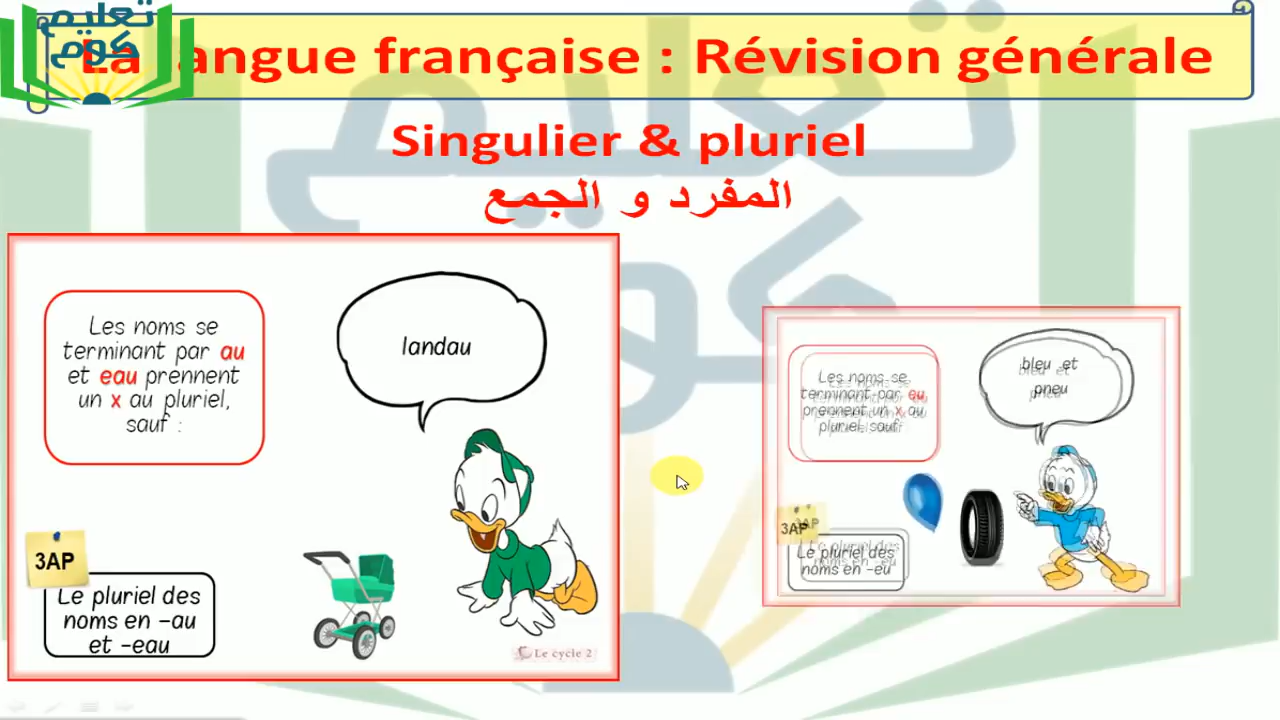 تعليم
كوم
La langue française : Révision générale
Singulier & pluriel
المفرد و الجمع
Les noms se
terminant par au
et eau prennent
un x au pluriel,
sauf :
landau
3AP
Le pluriel des
noms en -au
et -eau
Le cycle 2
Les noms se
terminant par eu
prennent un x au
pluriel, sauf
bleu et
pneu
3AP
Le pluriel des
noms en -eu